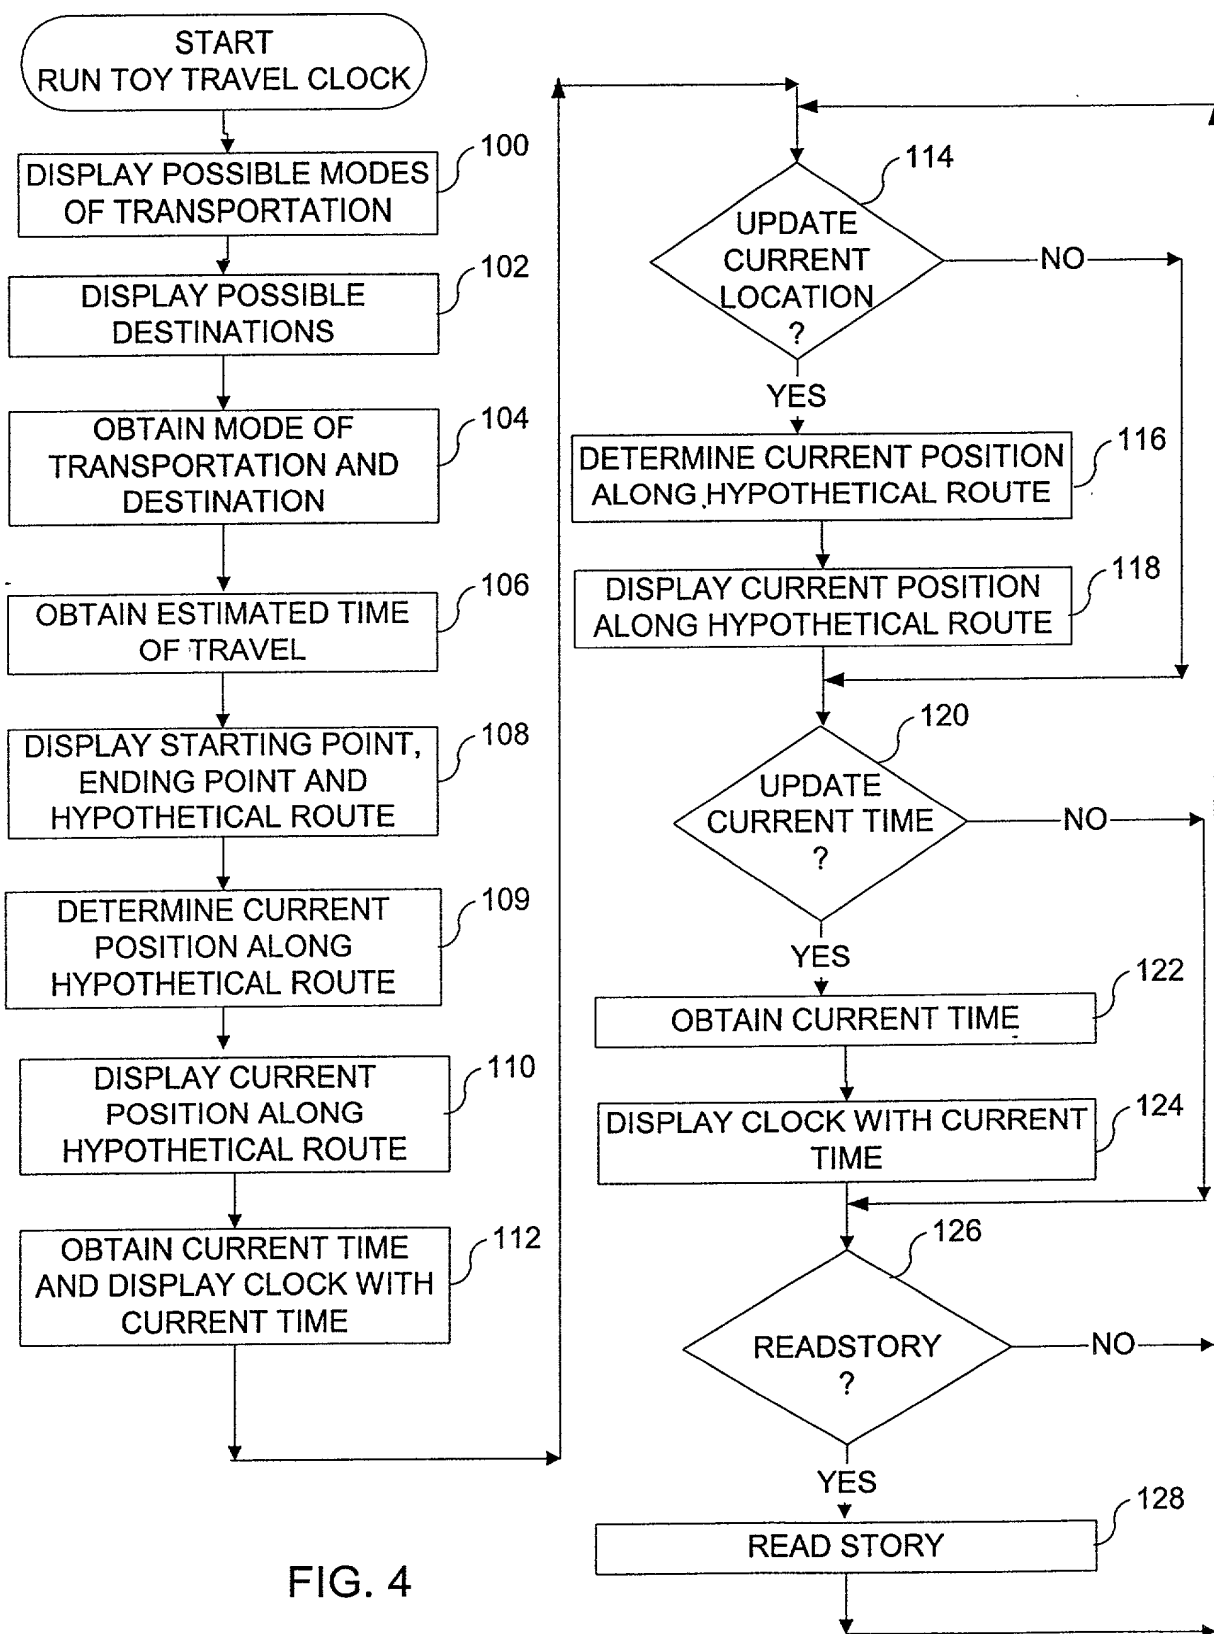 START
RUN TOY TRAVEL CLOCK
100
DISPLAY POSSIBLE MODES
OF TRANSPORTATION
102
DISPLAY POSSIBLE
DESTINATIONS
104
OBTAIN MODE OF
TRANSPORTATION AND
DESTINATION
106
OBTAIN ESTIMATED TIME
OF TRAVEL
108
DISPLAY STARTING POINT,
ENDING POINT AND
HYPOTHETICAL ROUTE
109
DETERMINE CURRENT
POSITION ALONG
HYPOTHETICAL ROUTE
110
DISPLAY CURRENT
POSITION ALONG
HYPOTHETICAL ROUTE
112
OBTAIN CURRENT TIME
AND DISPLAY CLOCK WITH
CURRENT TIME
114
UPDATE
CURRENT
LOCATION
?
NO
YES
116
DETERMINE CURRENT POSITION
ALONG HYPOTHETICAL ROUTE
118
DISPLAY CURRENT POSITION
ALONG HYPOTHETICAL ROUTE
120
UPDATE
CURRENT TIME
?
NO
YES
122
OBTAIN CURRENT TIME
124
DISPLAY CLOCK WITH CURRENT
TIME
126
READSTORY
?
NO
YES
128
READ STORY
FIG. 4